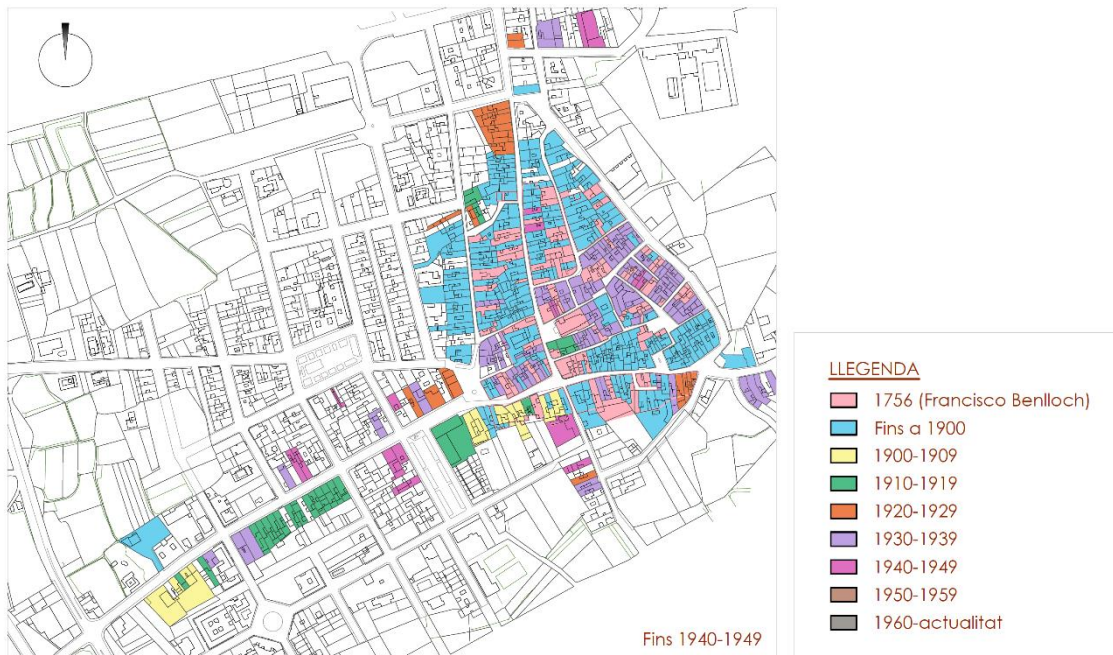 Fins 1940-1949
LLEGENDA
1756 (Francisco Benlloch)
Fins a 1900
1900-1909
1910-1919
1920-1929
1930-1939
1940-1949
1950-1959
1960-actualitat